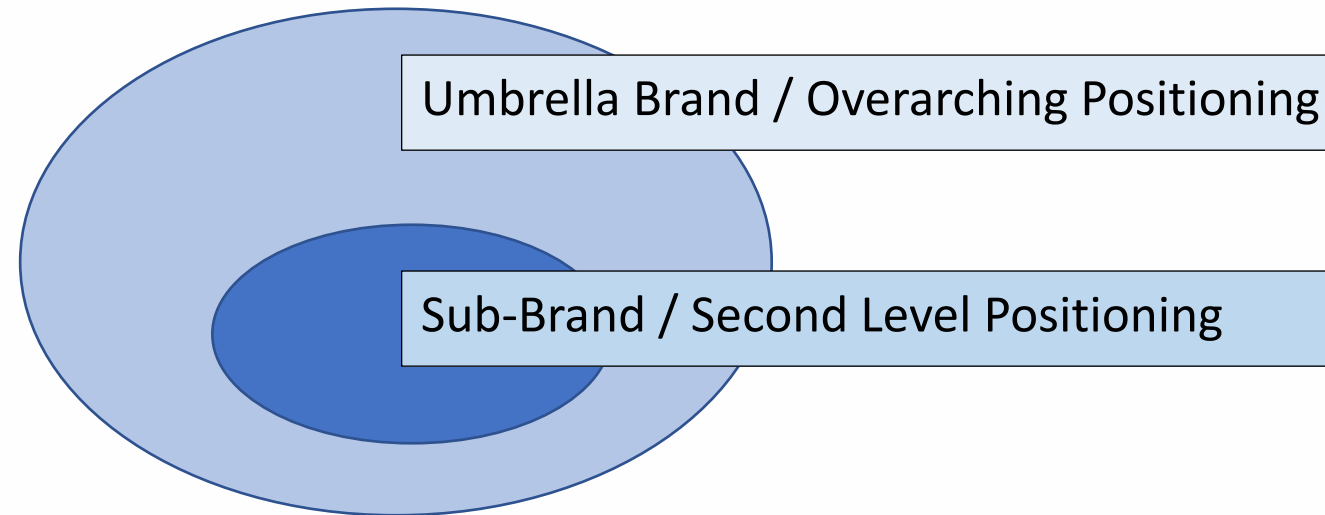 Umbrella Brand / Overarching Positioning
Sub-Brand / Second Level Positioning